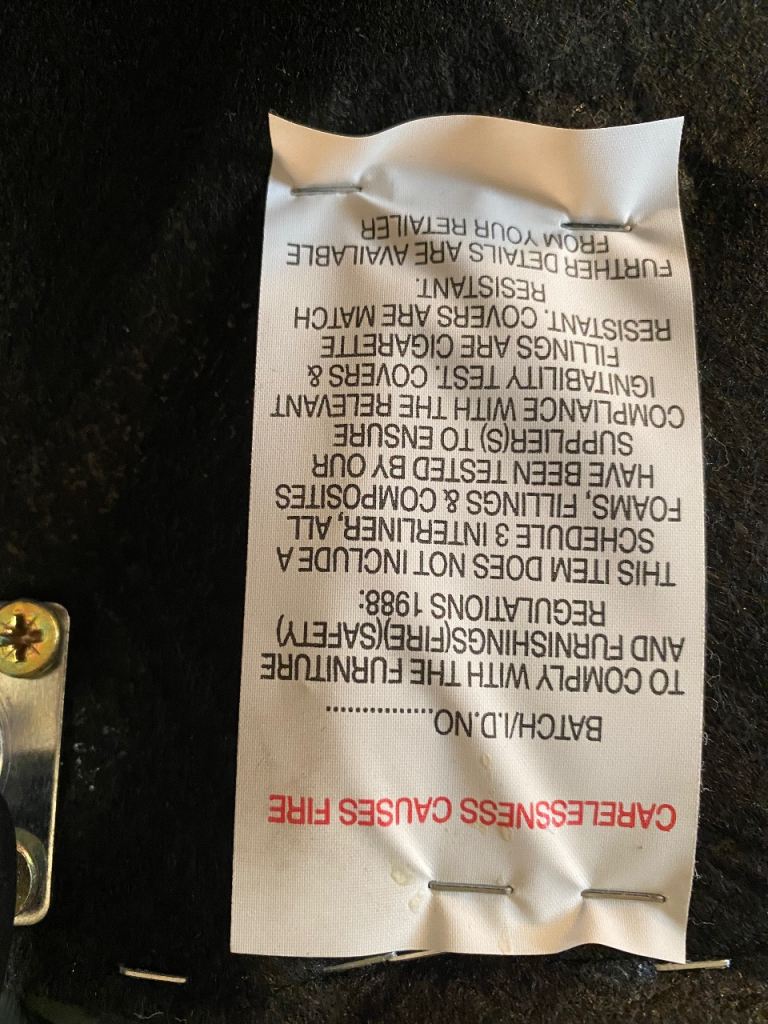 CARELESSNESS CAUSES FIRE
BATCH/I.D.NO.................
TO COMPLY WITH THE FURNITURE
AND FURNISHINGS(FIRE)(SAFETY)
REGULATIONS 1988:
THIS ITEM DOES NOT INCLUDE A
SCHEDULE 3 INTERLINER, ALL
FOAMS, FILLINGS & COMPOSITES
HAVE BEEN TESTED BY OUR
SUPPLIER(S) TO ENSURE
COMPLIANCE WITH THE RELEVANT
IGNITABILITY TEST. COVERS &
FILLINGS ARE CIGARETTE
RESISTANT. COVERS ARE MATCH
RESISTANT.
FURTHER DETAILS ARE AVAILABLE
FROM YOUR RETAILER